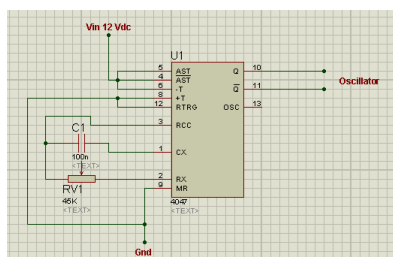 Vin 12 Vdc
U1
5 AST Q 10
4 AST
6 -T Q 11
8 +T
12 RTRG OSC 13
Oscillator
3 RCC
C1
1 CX
100n
<TEXT>
2 RX
RV1
9 MR
46K
4047
<TEXT>
<TEXT>
Gnd